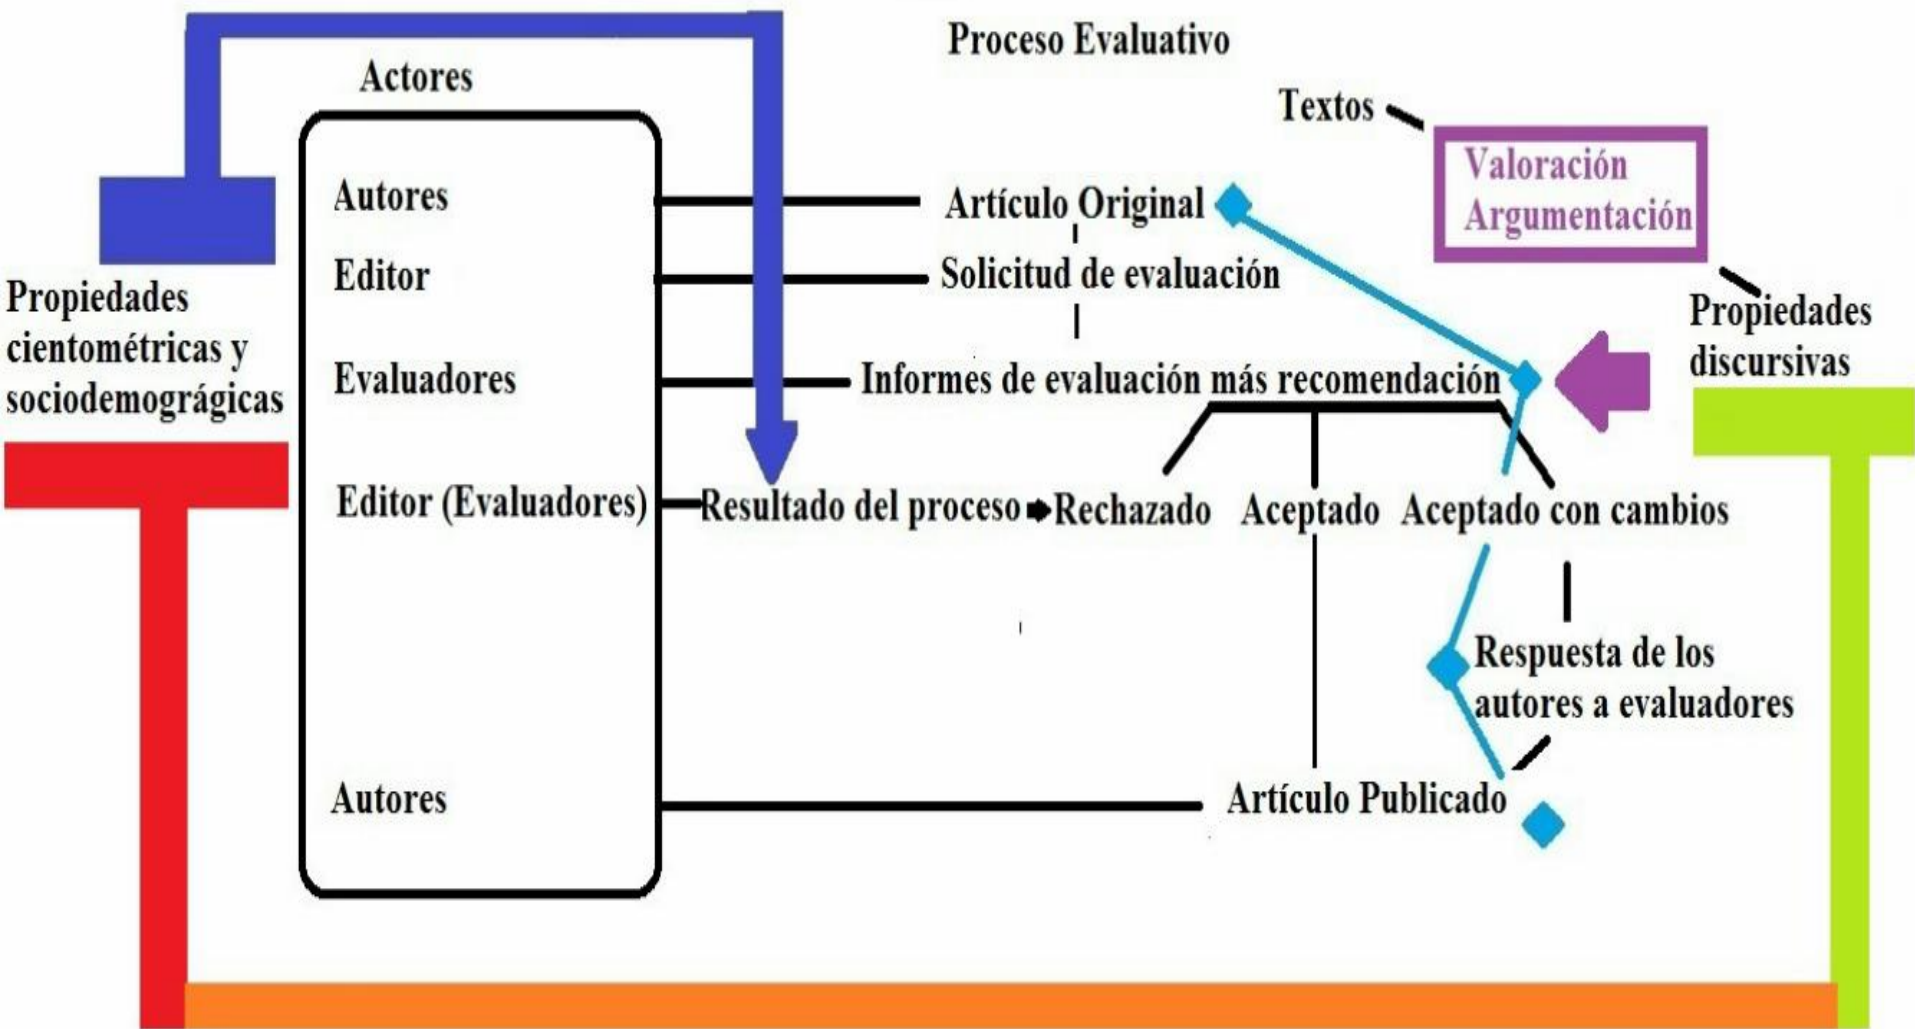 Proceso Evaluativo
Actores
Textos
Valoración
Argumentación
Autores
Artículo Original
Editor
Solicitud de evaluación
Propiedades
cientométricas y
sociodemográgicas
Propiedades
discursivas
Evaluadores
Informes de evaluación más recomendación
Editor (Evaluadores)
Resultado del proceso
Rechazado
Aceptado
Aceptado con cambios
Respuesta de los
autores a evaluadores
Autores
Artículo Publicado